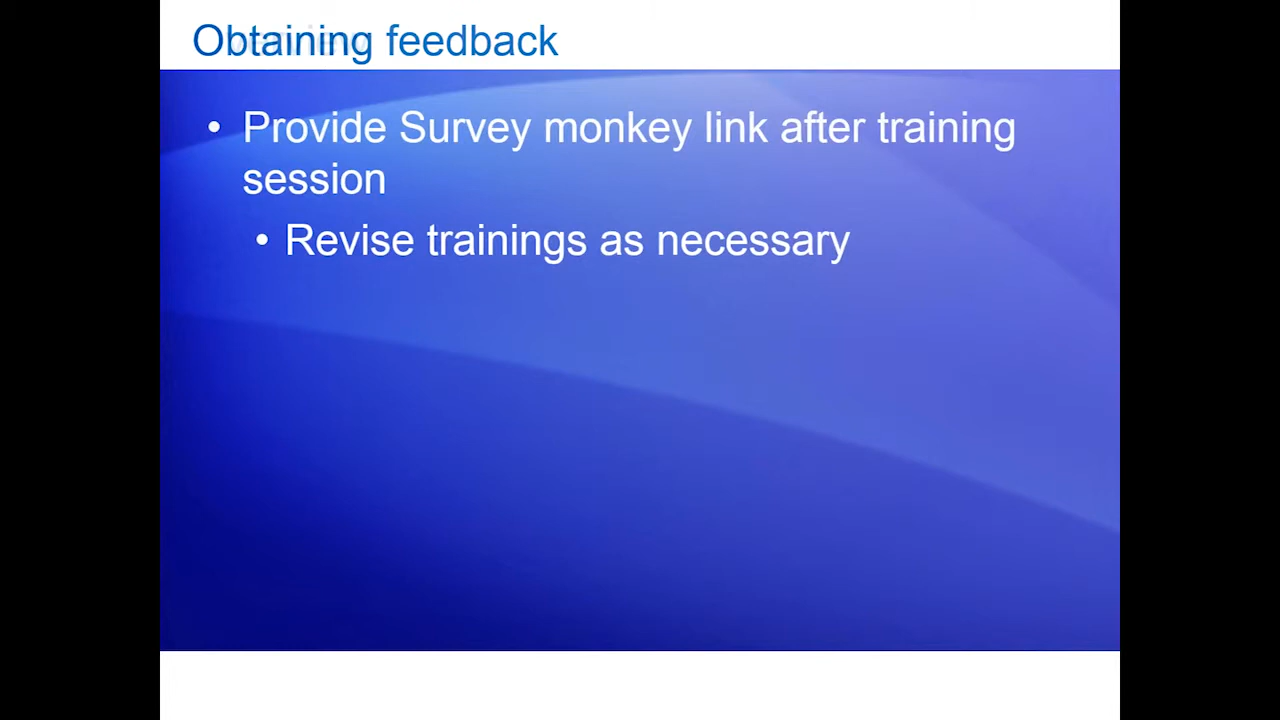 Obtaining feedback
• Provide Survey monkey link after training
session
• Revise trainings as necessary